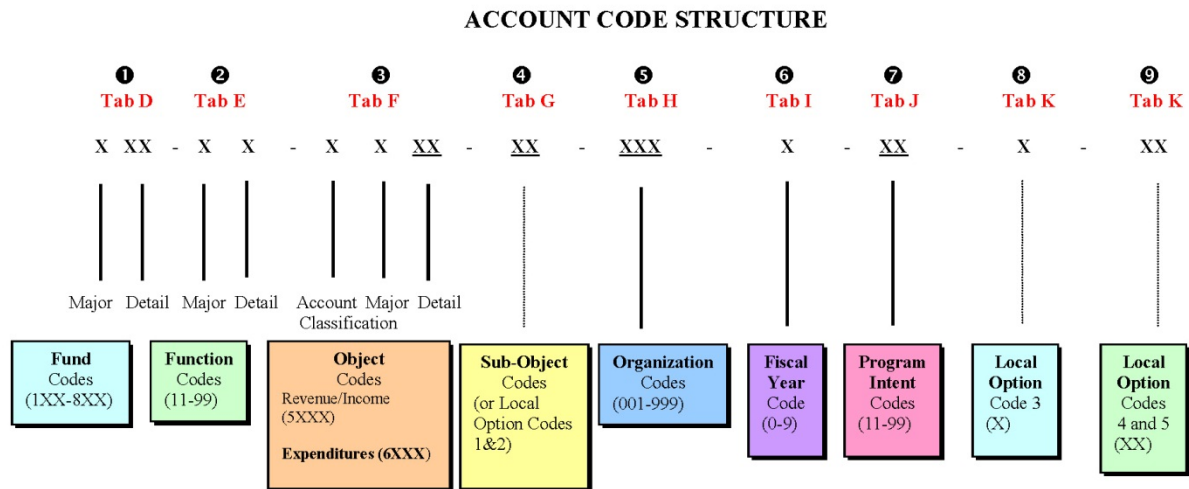 ACCOUNT CODE STRUCTURE
❶ ❷ ❸ ❹ ❺ ❻ ❼ ❽ ❾
Tab D Tab E Tab F Tab G Tab H Tab I Tab J Tab K Tab K
X XX - X X - X X XX - XX - XXX - X - XX - X - XX
Major Detail Major Detail Account Classification Major Detail
Fund
Codes
(1XX-8XX)
Function
Codes
(11-99)
Object
Codes
Revenue/Income
(5XXX)
Expenditures (6XXX)
Sub-Object
Codes
(or Local
Option Codes
1&2)
Organization
Codes
(001-999)
Fiscal
Year
Code
(0-9)
Program
Intent
Codes
(11-99)
Local
Option
Code 3
(X)
Local
Option
Codes
4 and 5
(XX)